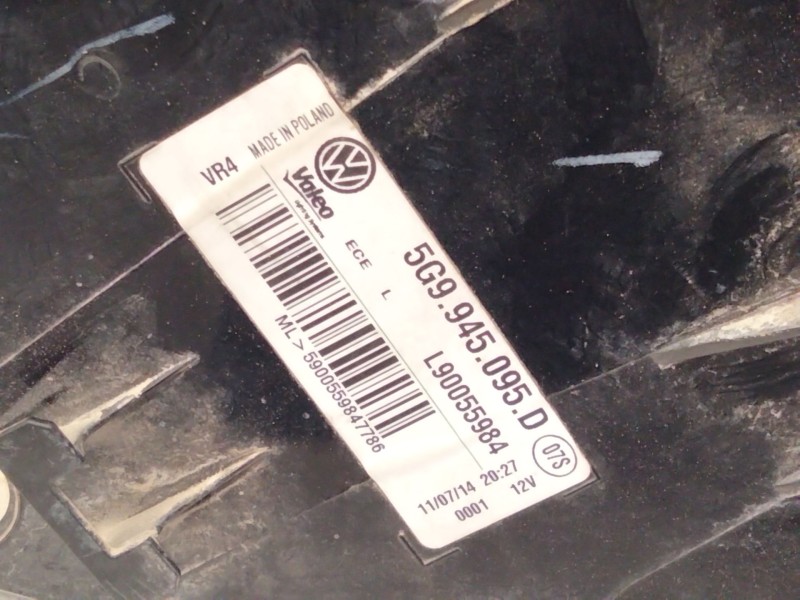 VR4 MADE IN POLAND
Valeo
ECE L
5G9.945.095.D
L90055984
ML>5900559847786
07S
11/07/14 20:27
0001 12V